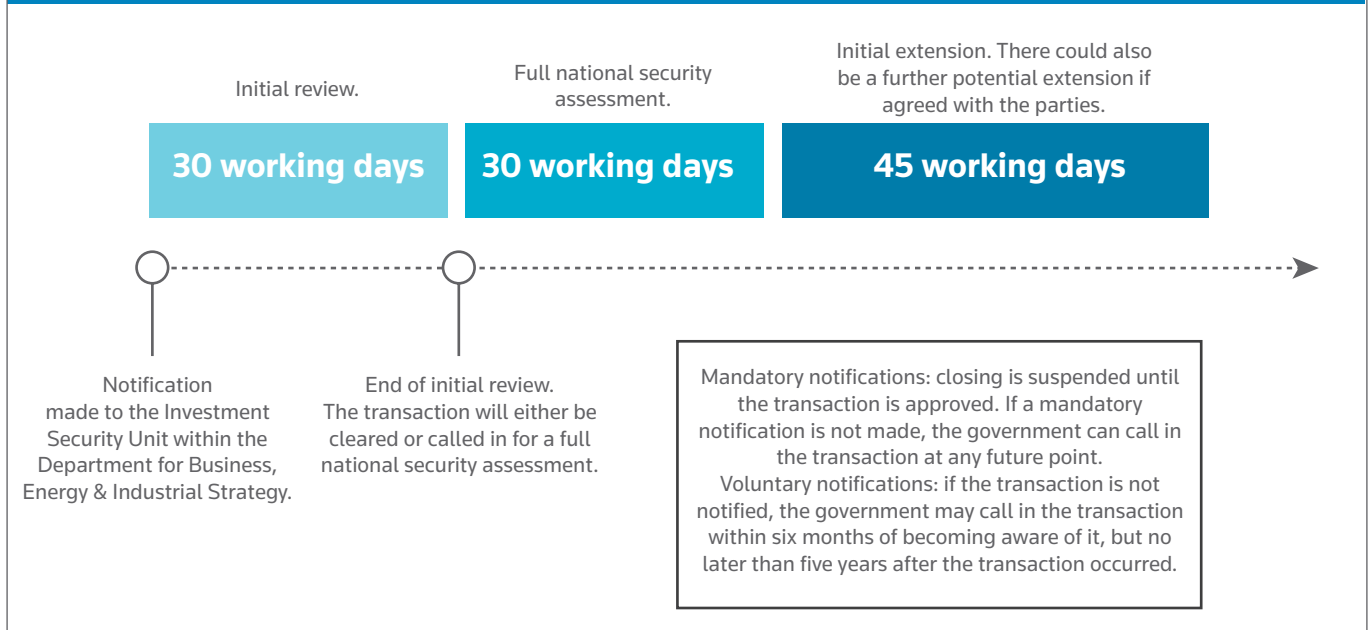 Initial review.
Full national security
assessment.
Initial extension. There could also
be a further potential extension if
agreed with the parties.
30 working days
30 working days
45 working days
Notification
made to the Investment
Security Unit within the
Department for Business,
Energy & Industrial Strategy.
End of initial review.
The transaction will either be
cleared or called in for a full
national security assessment.
Mandatory notifications: closing is suspended until
the transaction is approved. If a mandatory
notification is not made, the government can call in
the transaction at any future point.
Voluntary notifications: if the transaction is not
notified, the government may call in the transaction
within six months of becoming aware of it, but no
later than five years after the transaction occurred.